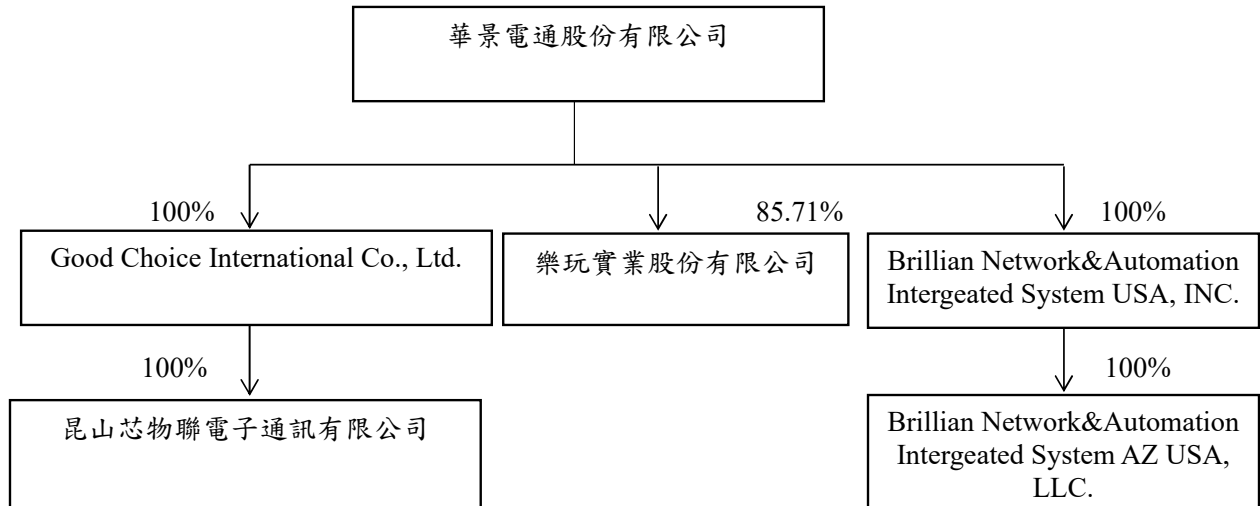 華景電通股份有限公司
100%
85.71%
100%
Good Choice International Co., Ltd.
樂玩實業股份有限公司
Brillian Network&Automation
Intergeated System USA, INC.
100%
100%
昆山芯物聯電子通訊有限公司
Brillian Network&Automation
Intergeated System AZ USA,
LLC.